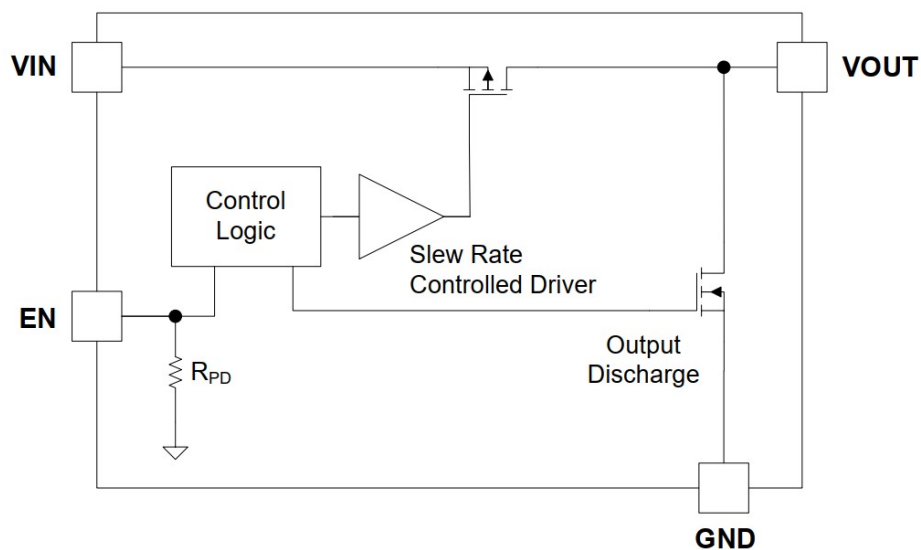 VIN
VOUT
Control
Logic
Slew Rate
Controlled Driver
EN
RPD
Output
Discharge
GND